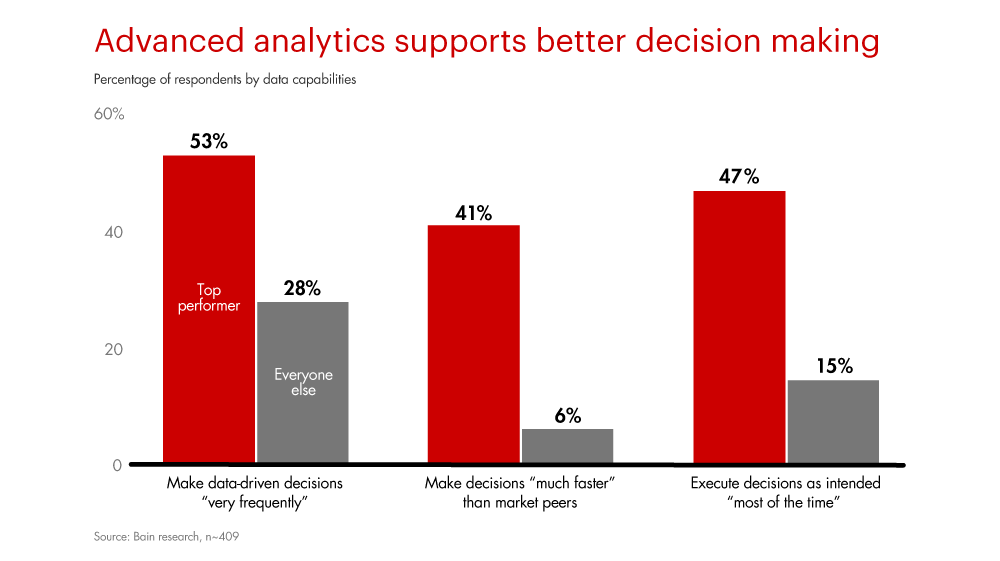 Advanced analytics supports better decision making
Percentage of respondents by data capabilities
60%
40
20
0
53%
Top
performer
28%
Everyone
else
41%
6%
47%
15%
Make data-driven decisions
“very frequently”
Make decisions “much faster”
than market peers
Execute decisions as intended
“most of the time”
Source: Bain research, n~409